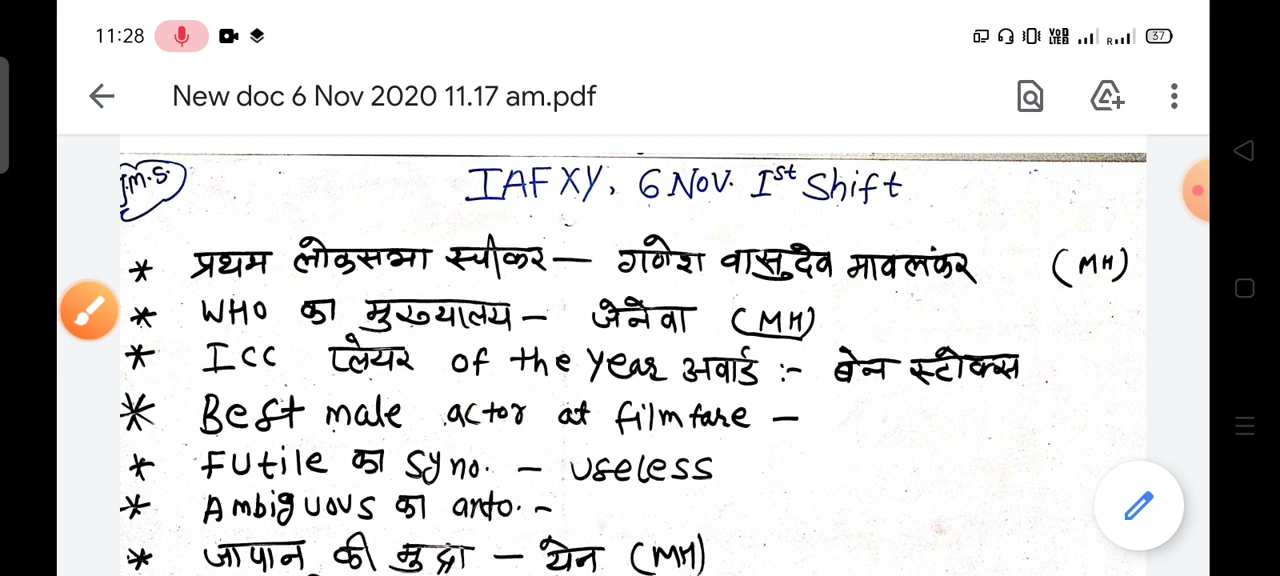 11:28
37
New doc 6 Nov 2020 11.17 am.pdf
J.M.S.
IAF XY, 6 Nov. Ist Shift
* प्रथम लोकसभा स्पीकर — गणेश वासुदेव मावलंकर (MH)
* WHO का मुख्यालय – जेनेवा (MH)
* ICC प्लेयर of the Year अवार्ड :- बेन स्टोक्स
* Best male actor at filmfare –
* Futile का syno. – useless
* Ambiguous का anto. –
* जापान की मुद्रा – येन (MH)